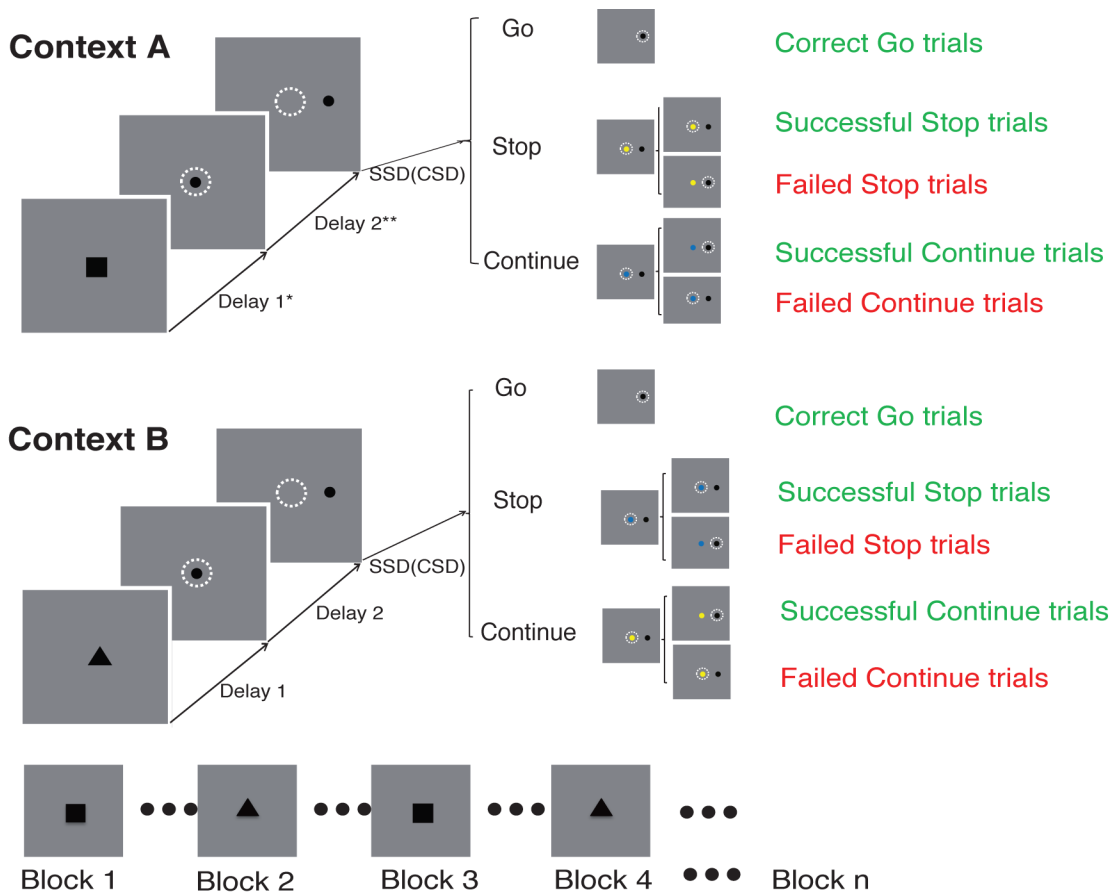 Context A
Delay 1*
Delay 2**
SSD(CSD)
Go
Correct Go trials
Stop
Successful Stop trials
Failed Stop trials
Continue
Successful Continue trials
Failed Continue trials
Context B
Delay 1
Delay 2
SSD(CSD)
Go
Correct Go trials
Stop
Successful Stop trials
Failed Stop trials
Continue
Successful Continue trials
Failed Continue trials
Block 1
Block 2
Block 3
Block 4
Block n